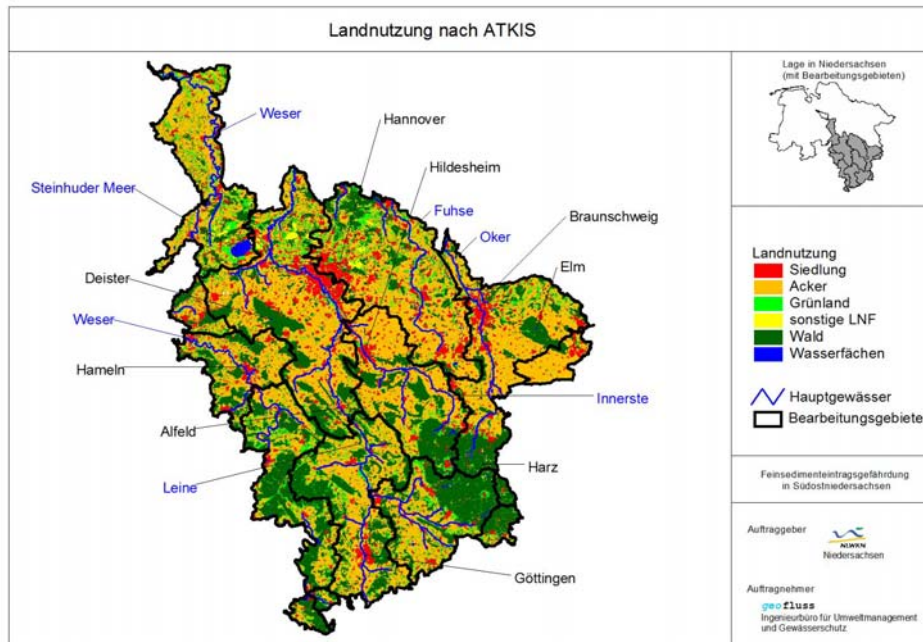 Landnutzung nach ATKIS
Weser
Hannover
Hildesheim
Steinhuder Meer
Fuhse
Braunschweig
Oker
Elm
Deister
Weser
Hameln
Innerste
Alfeld
Harz
Leine
Göttingen
Lage in Niedersachsen
(mit Bearbeitungsgebieten)
Landnutzung
Siedlung
Acker
Grünland
sonstige LNF
Wald
Wasserfächen
Hauptgewässer
Bearbeitungsgebiete
Feinsedimenteintragsgefährdung
in Südostniedersachsen
Auftraggeber
NLWKN
Niedersachsen
Auftragnehmer
geofluss
Ingenieurbüro für Umweltmanagement
und Gewässerschutz